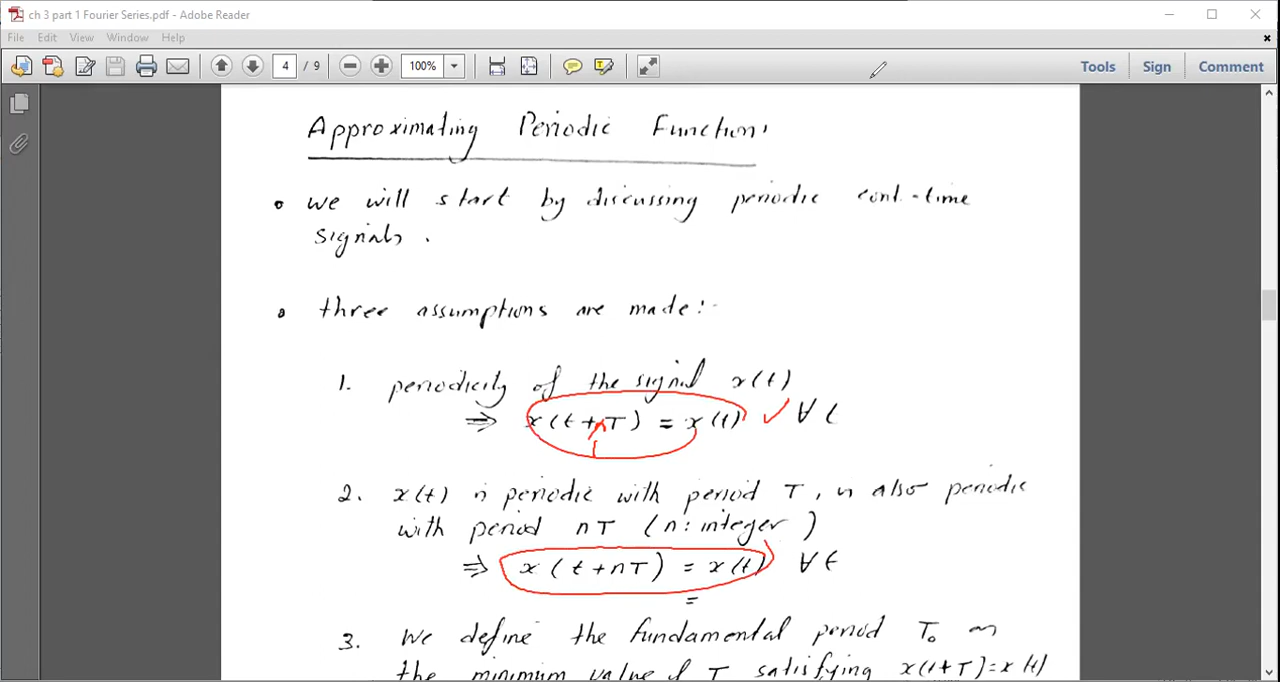 ch 3 part 1 Fourier Series.pdf - Adobe Reader
File Edit View Window Help
4 / 9 100% Tools Sign Comment
Approximating Periodic Functions
we will start by discussing periodic cont.-time
signals.
three assumptions are made:-
1. periodicity of the signal x(t)
⇒ x(t+nT) = x(t) ✓ ∀ t
2. x(t) is periodic with period T, is also periodic
with period nT (n: integer)
⇒ x(t+nT) = x(t) ∀ t
=
3. We define the fundamental period T₀ as
the minimum value of T satisfying x(t+T)=x(t)